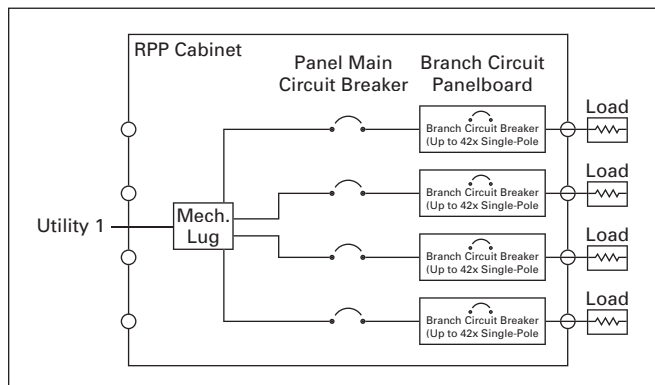 RPP Cabinet
Panel Main
Circuit Breaker
Branch Circuit
Panelboard
Load
Branch Circuit Breaker
(Up to 42x Single-Pole
Load
Branch Circuit Breaker
(Up to 42x Single-Pole
Utility 1
Mech.
Lug
Load
Branch Circuit Breaker
(Up to 42x Single-Pole
Load
Branch Circuit Breaker
(Up to 42x Single-Pole